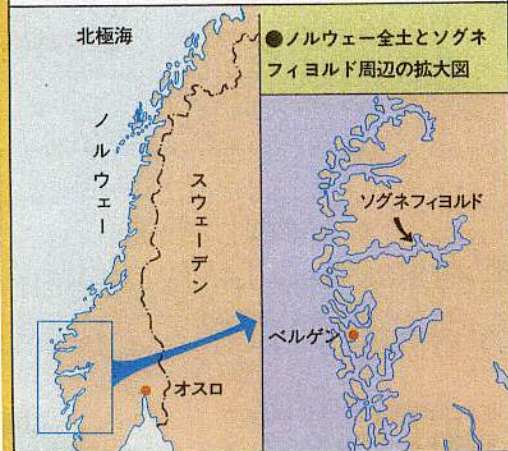 北極海
ノルウェー
スウェーデン
オスロ
●ノルウェー全土とソグネ
フィヨルド周辺の拡大図
ソグネフィヨルド
ベルゲン